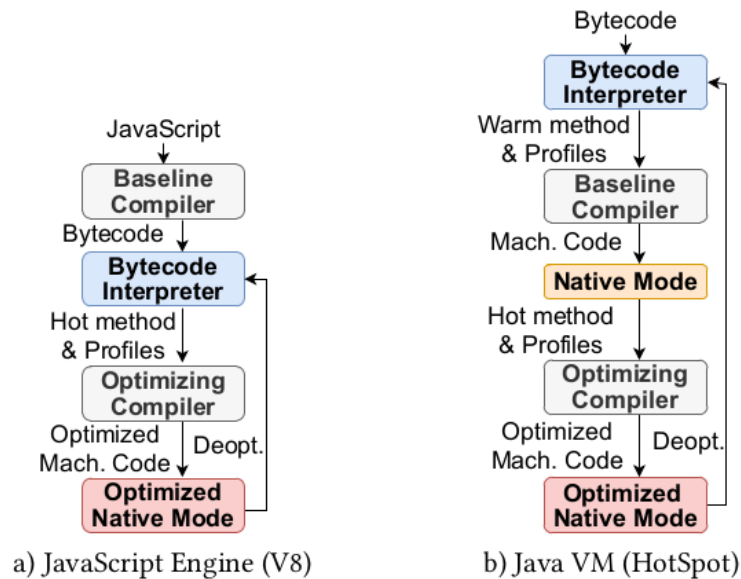 JavaScript
Baseline
Compiler
Bytecode
Bytecode
Interpreter
Hot method
& Profiles
Optimizing
Compiler
Optimized
Mach. Code
Deopt.
Optimized
Native Mode
a) JavaScript Engine (V8)
Bytecode
Bytecode
Interpreter
Warm method
& Profiles
Baseline
Compiler
Mach. Code
Native Mode
Hot method
& Profiles
Optimizing
Compiler
Optimized
Mach. Code
Deopt.
Optimized
Native Mode
b) Java VM (HotSpot)